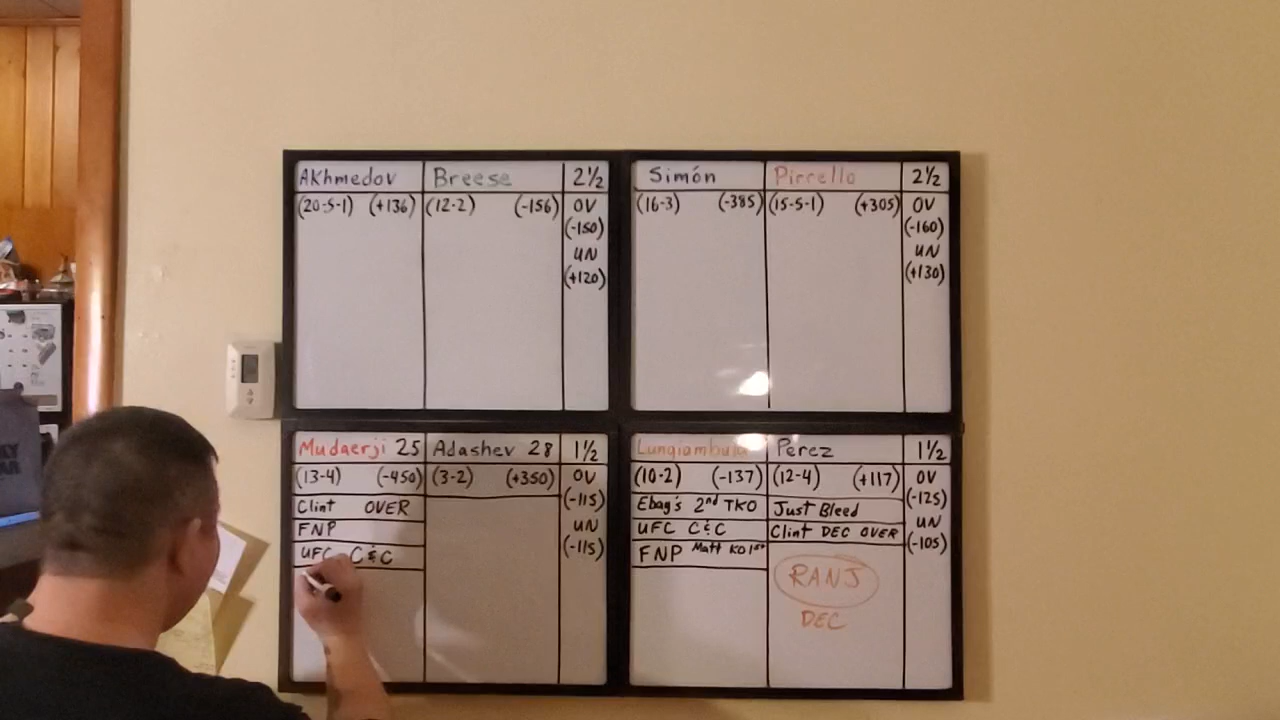 Akhmedov Breese 2½
(20-5-1) (+136) (12-2) (-156) OV
(-150)
UN
(+120)
Simón Pirrello 2½
(16-3) (-385) (15-5-1) (+305) OV
(-160)
UN
(+130)
Mudaerji 25 Adashev 28 1½
(13-4) (-450) (3-2) (+350) OV
Clint OVER (-115)
FNP UN
UFC C&C (-115)
Lungiambula Perez 1½
(10-2) (-137) (12-4) (+117) OV
Ebag's 2nd TKO Just Bleed (-125)
UFC C&C Clint DEC OVER UN
FNP Matt KO 1st (-105)
RANJ
DEC